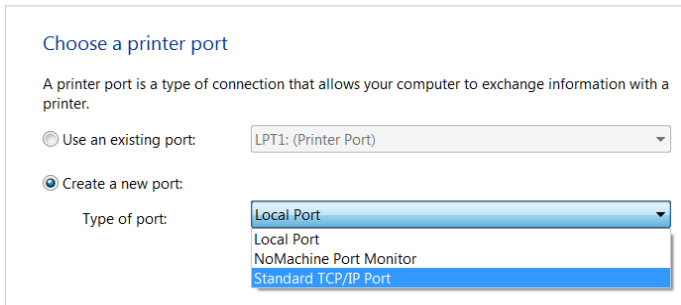 Choose a printer port
A printer port is a type of connection that allows your computer to exchange information with a
printer.
Use an existing port: LPT1: (Printer Port)
Create a new port:
Type of port: Local Port
Local Port
NoMachine Port Monitor
Standard TCP/IP Port